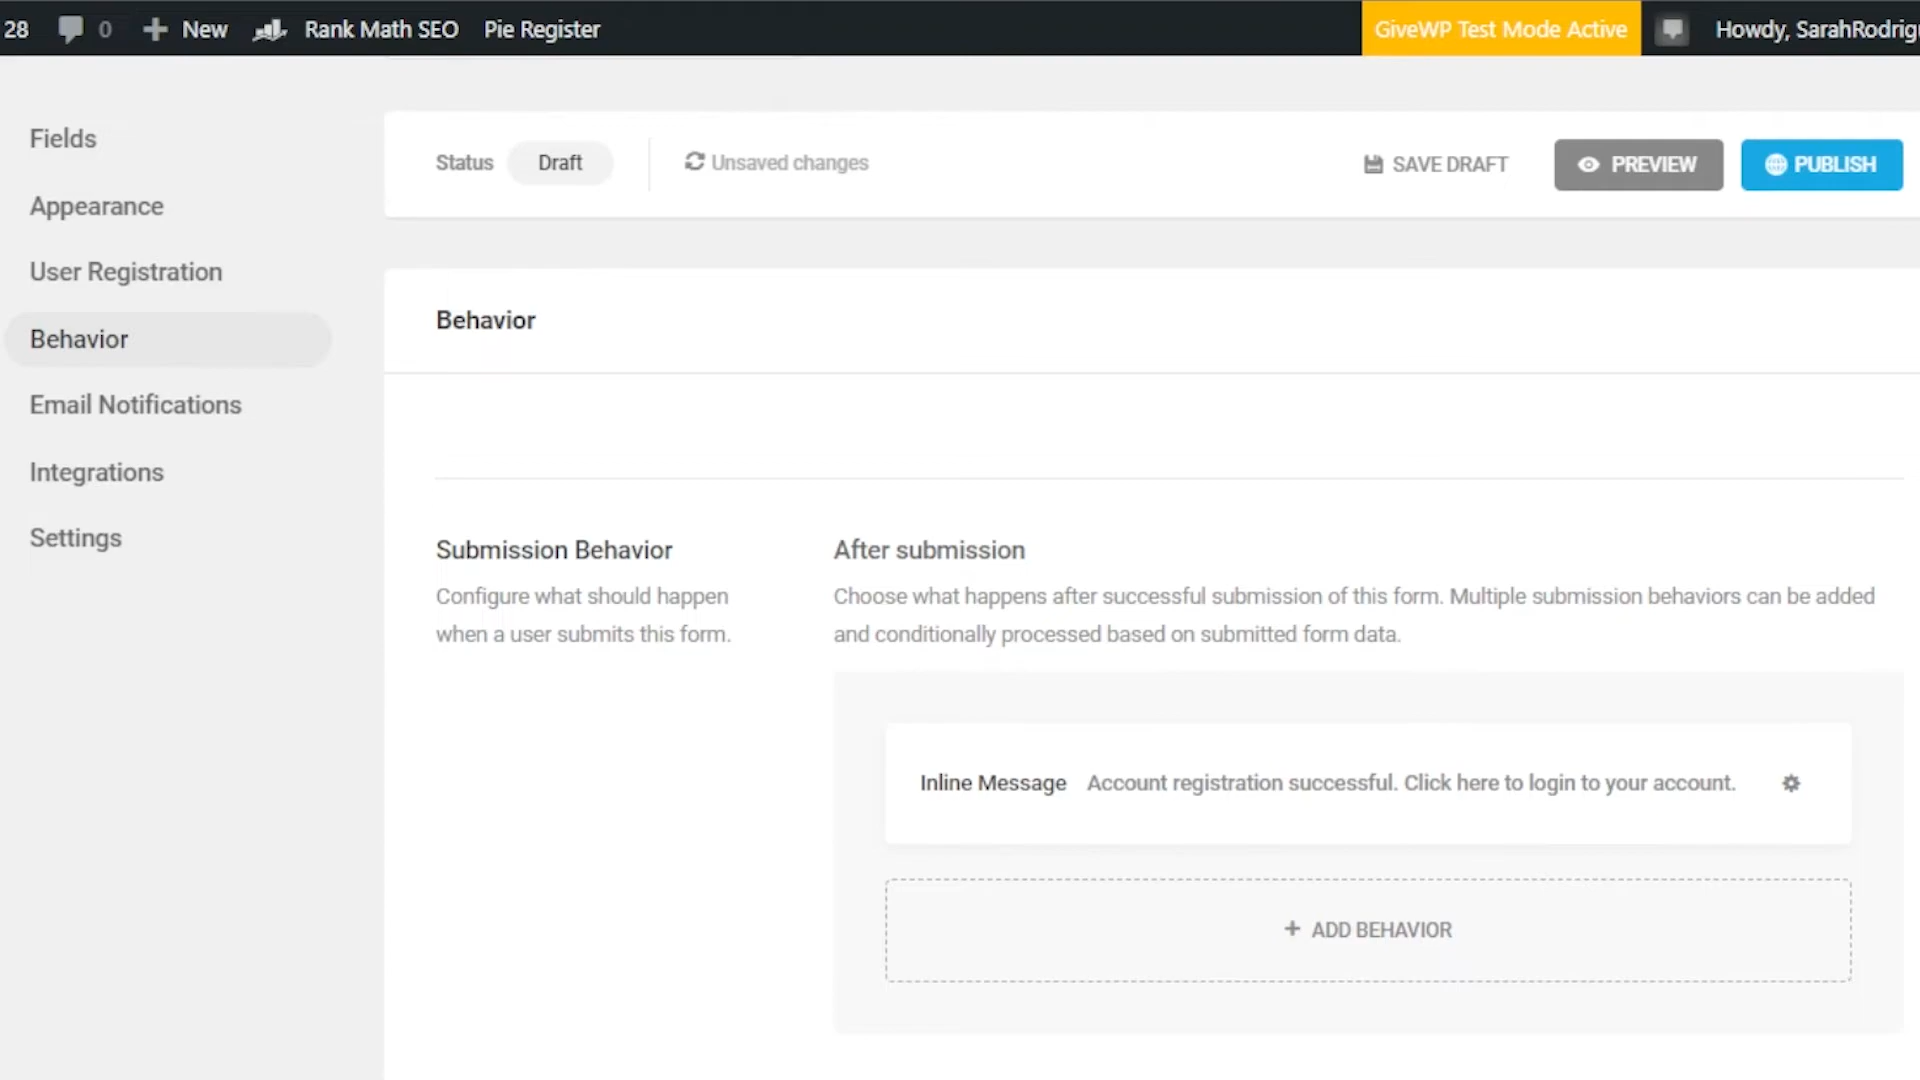 28 0 New Rank Math SEO Pie Register GiveWP Test Mode Active Howdy, SarahRodrig
Fields
Appearance
User Registration
Behavior
Email Notifications
Integrations
Settings
Status Draft Unsaved changes SAVE DRAFT PREVIEW PUBLISH
Behavior
Submission Behavior
Configure what should happen
when a user submits this form.
After submission
Choose what happens after successful submission of this form. Multiple submission behaviors can be added
and conditionally processed based on submitted form data.
Inline Message Account registration successful. Click here to login to your account.
+ ADD BEHAVIOR